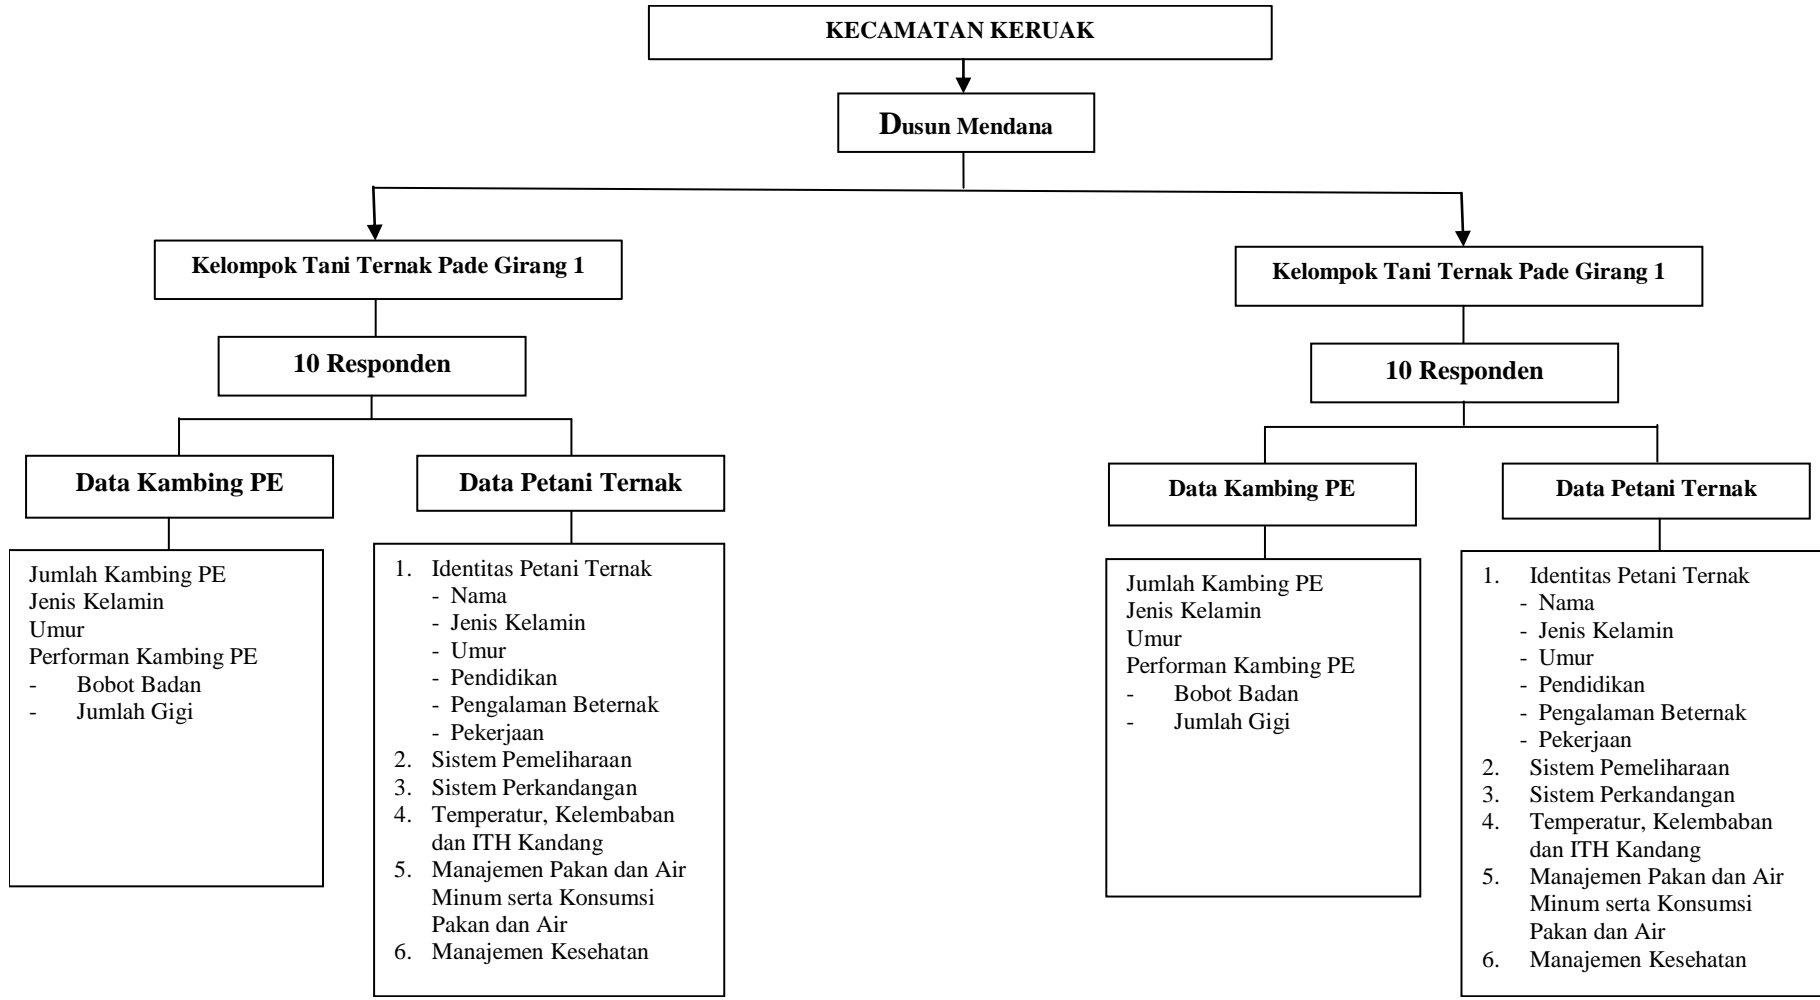 KECAMATAN KERUAK
Dusun Mendana
Kelompok Tani Ternak Pade Girang 1
10 Responden
Data Kambing PE
Data Petani Ternak
Jumlah Kambing PE
Jenis Kelamin
Umur
Performan Kambing PE
- Bobot Badan
- Jumlah Gigi
1. Identitas Petani Ternak
- Nama
- Jenis Kelamin
- Umur
- Pendidikan
- Pengalaman Beternak
- Pekerjaan
2. Sistem Pemeliharaan
3. Sistem Perkandangan
4. Temperatur, Kelembaban
dan ITH Kandang
5. Manajemen Pakan dan Air
Minum serta Konsumsi
Pakan dan Air
6. Manajemen Kesehatan
Kelompok Tani Ternak Pade Girang 1
10 Responden
Data Kambing PE
Data Petani Ternak
Jumlah Kambing PE
Jenis Kelamin
Umur
Performan Kambing PE
- Bobot Badan
- Jumlah Gigi
1. Identitas Petani Ternak
- Nama
- Jenis Kelamin
- Umur
- Pendidikan
- Pengalaman Beternak
- Pekerjaan
2. Sistem Pemeliharaan
3. Sistem Perkandangan
4. Temperatur, Kelembaban
dan ITH Kandang
5. Manajemen Pakan dan Air
Minum serta Konsumsi
Pakan dan Air
6. Manajemen Kesehatan